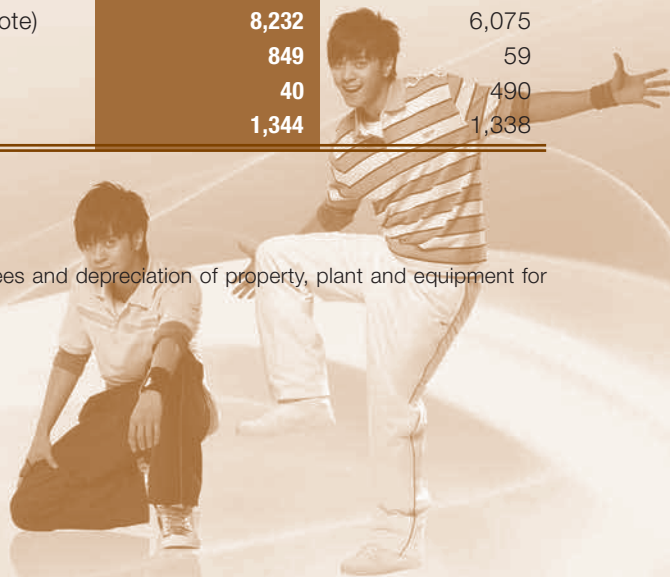 ote) 8,232 6,075
849 59
40 490
1,344 1,338
ees and depreciation of property, plant and equipment for